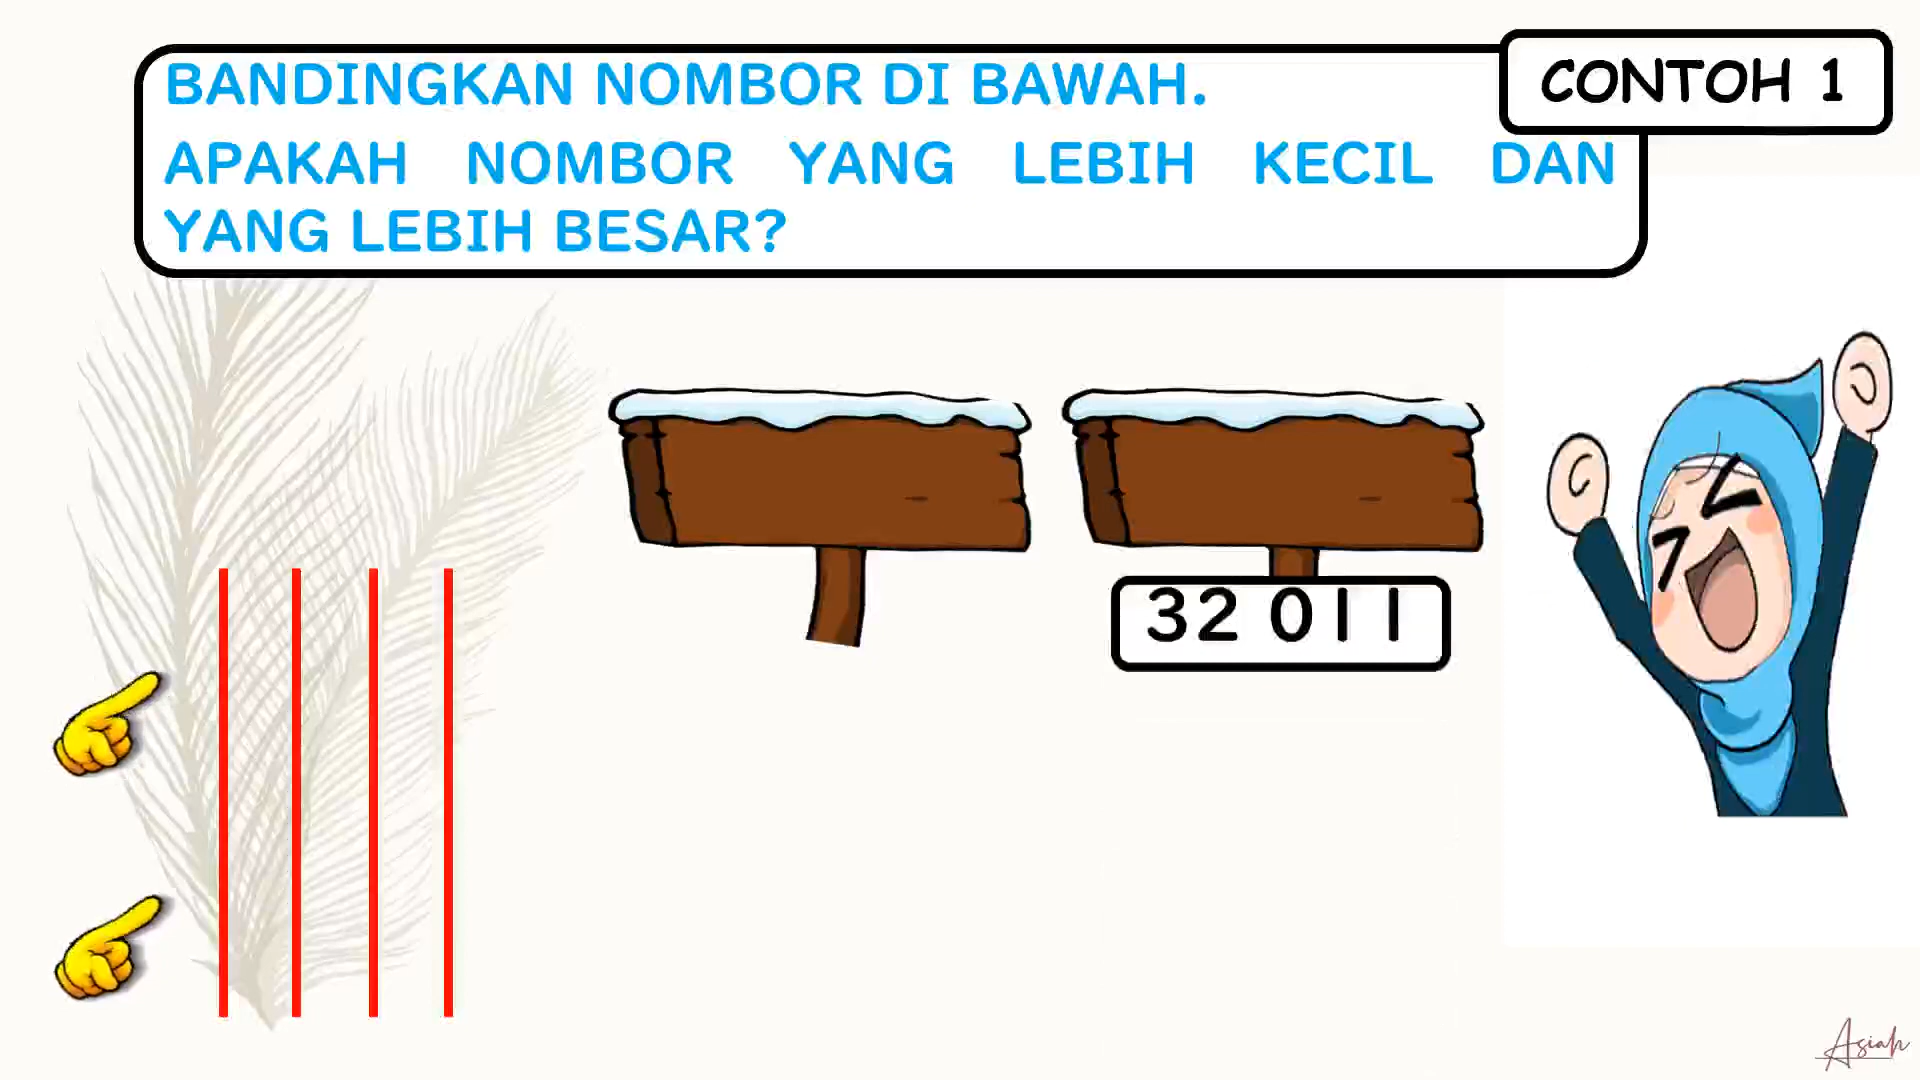 BANDINGKAN NOMBOR DI BAWAH.
CONTOH 1
APAKAH NOMBOR YANG LEBIH KECIL DAN
YANG LEBIH BESAR?
32 011
Asiah